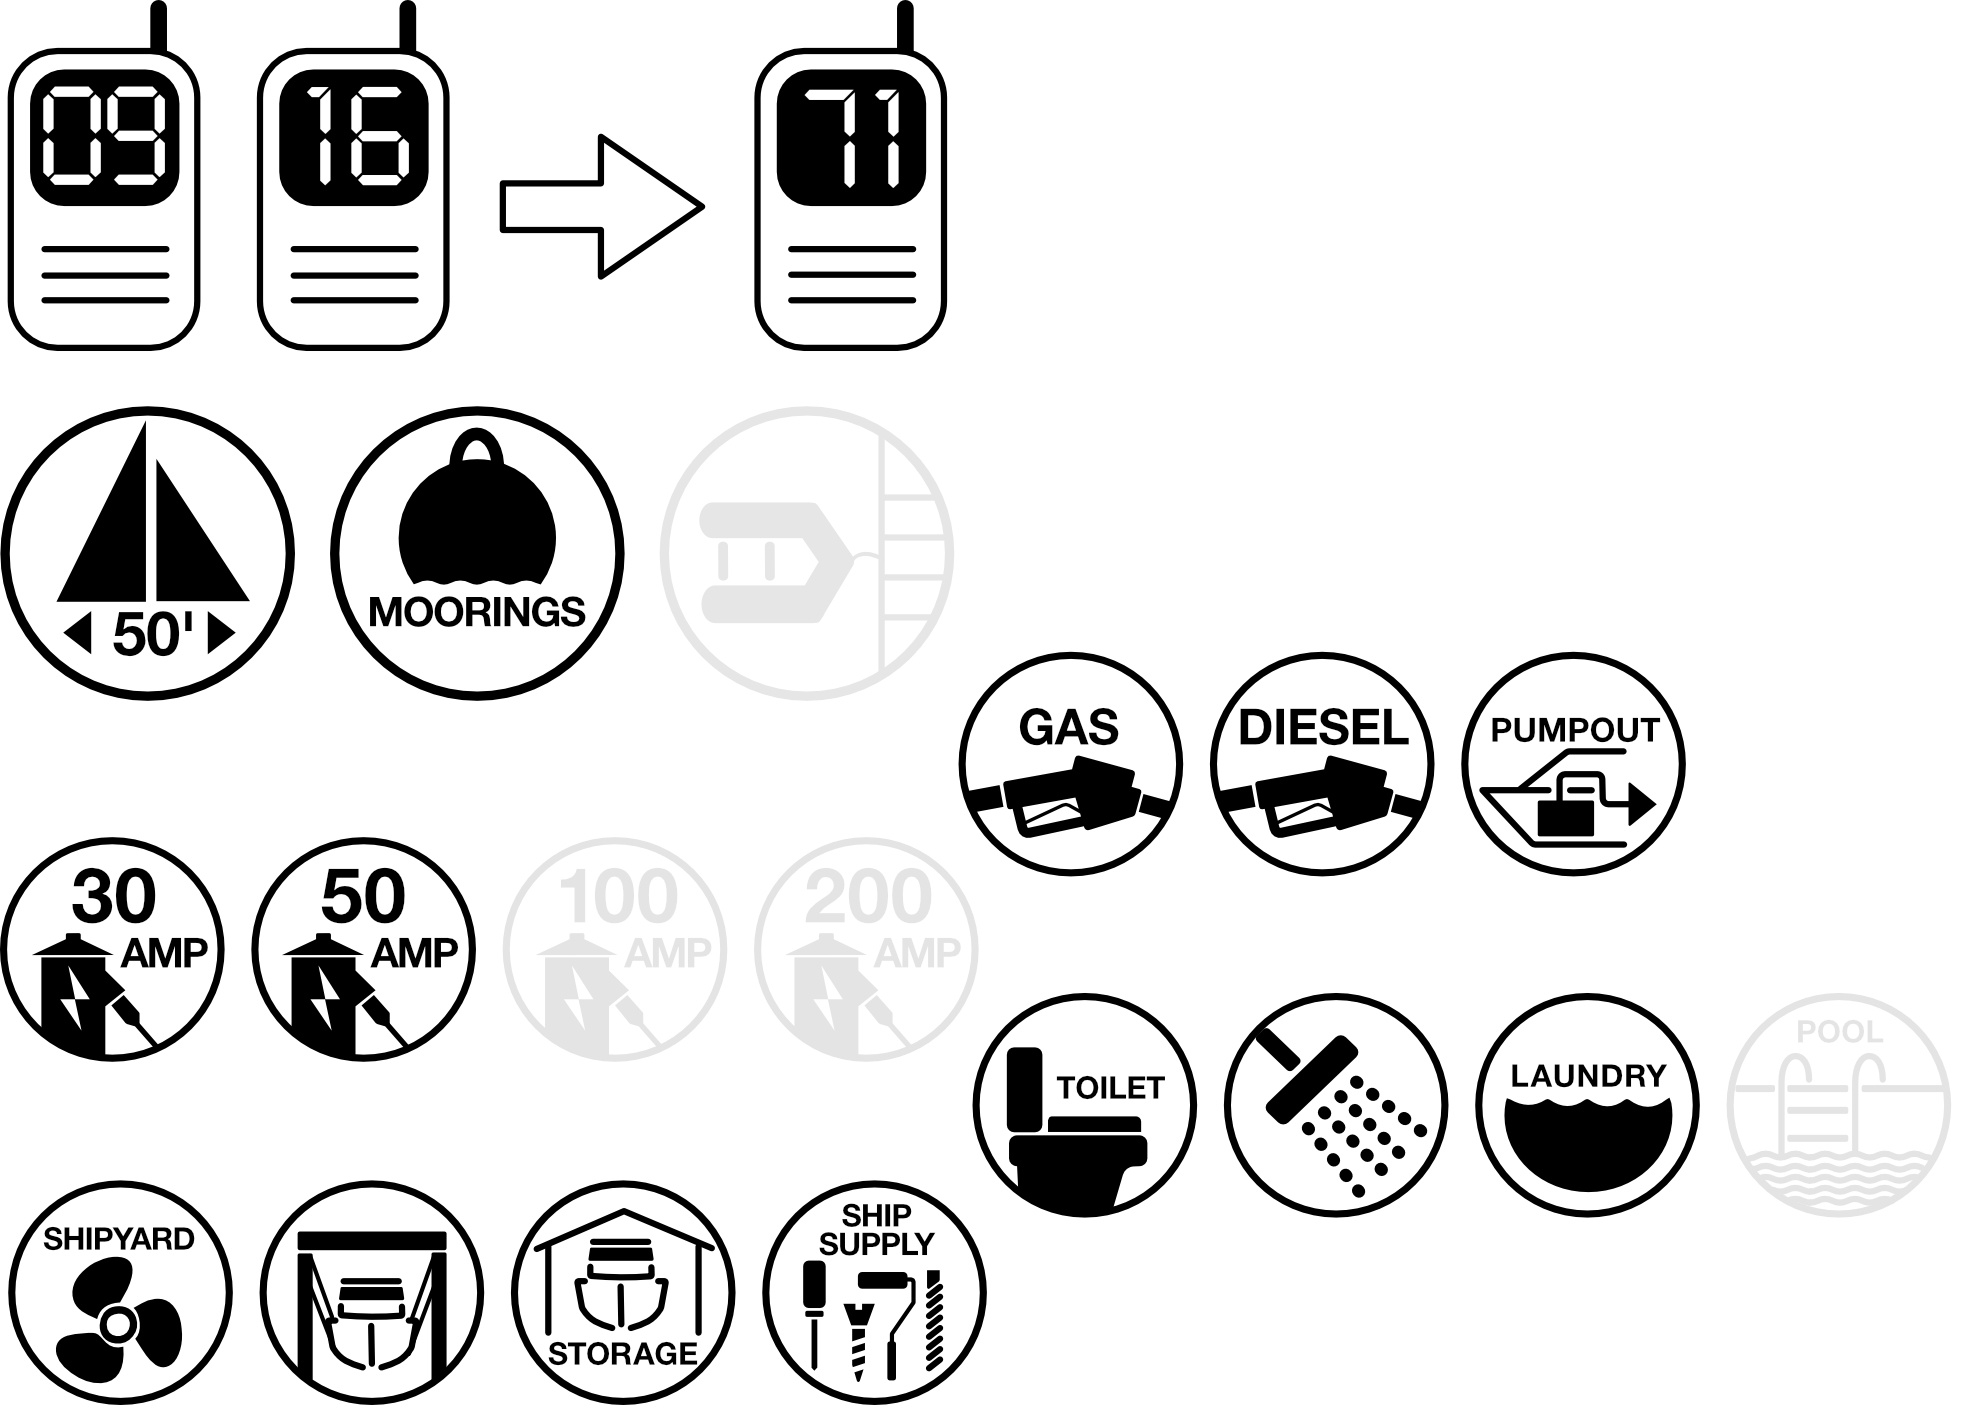 09 16 71
50'
MOORINGS
GAS
DIESEL
PUMPOUT
30
AMP
50
AMP
100
AMP
200
AMP
TOILET
LAUNDRY
POOL
SHIPYARD
STORAGE
SHIP
SUPPLY